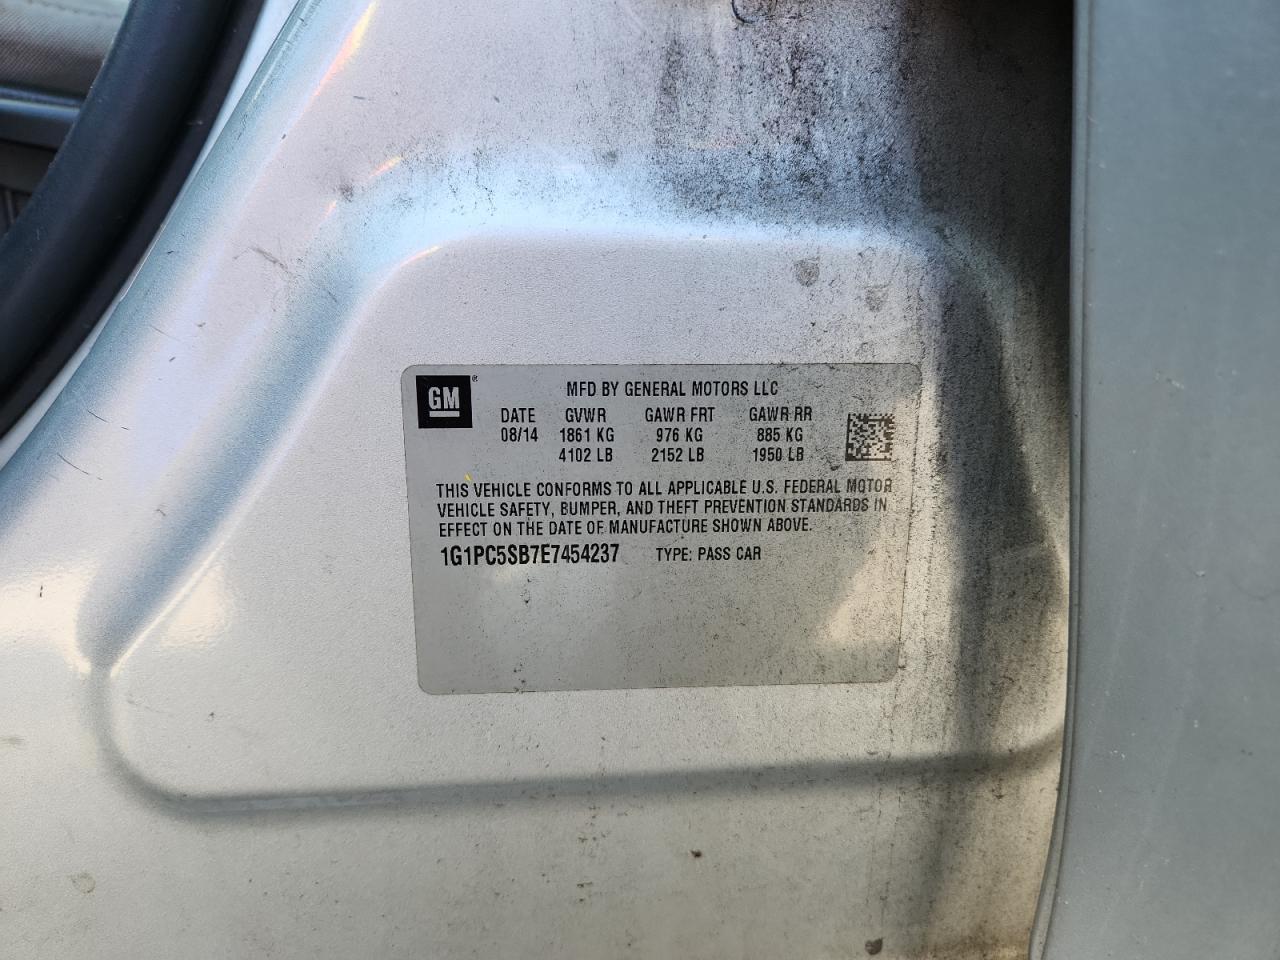 GM®
MFD BY GENERAL MOTORS LLC
DATE GVWR GAWR FRT GAWR RR
08/14 1861 KG 976 KG 885 KG
4102 LB 2152 LB 1950 LB
THIS VEHICLE CONFORMS TO ALL APPLICABLE U.S. FEDERAL MOTOR
VEHICLE SAFETY, BUMPER, AND THEFT PREVENTION STANDARDS IN
EFFECT ON THE DATE OF MANUFACTURE SHOWN ABOVE.
1G1PC5SB7E7454237 TYPE: PASS CAR